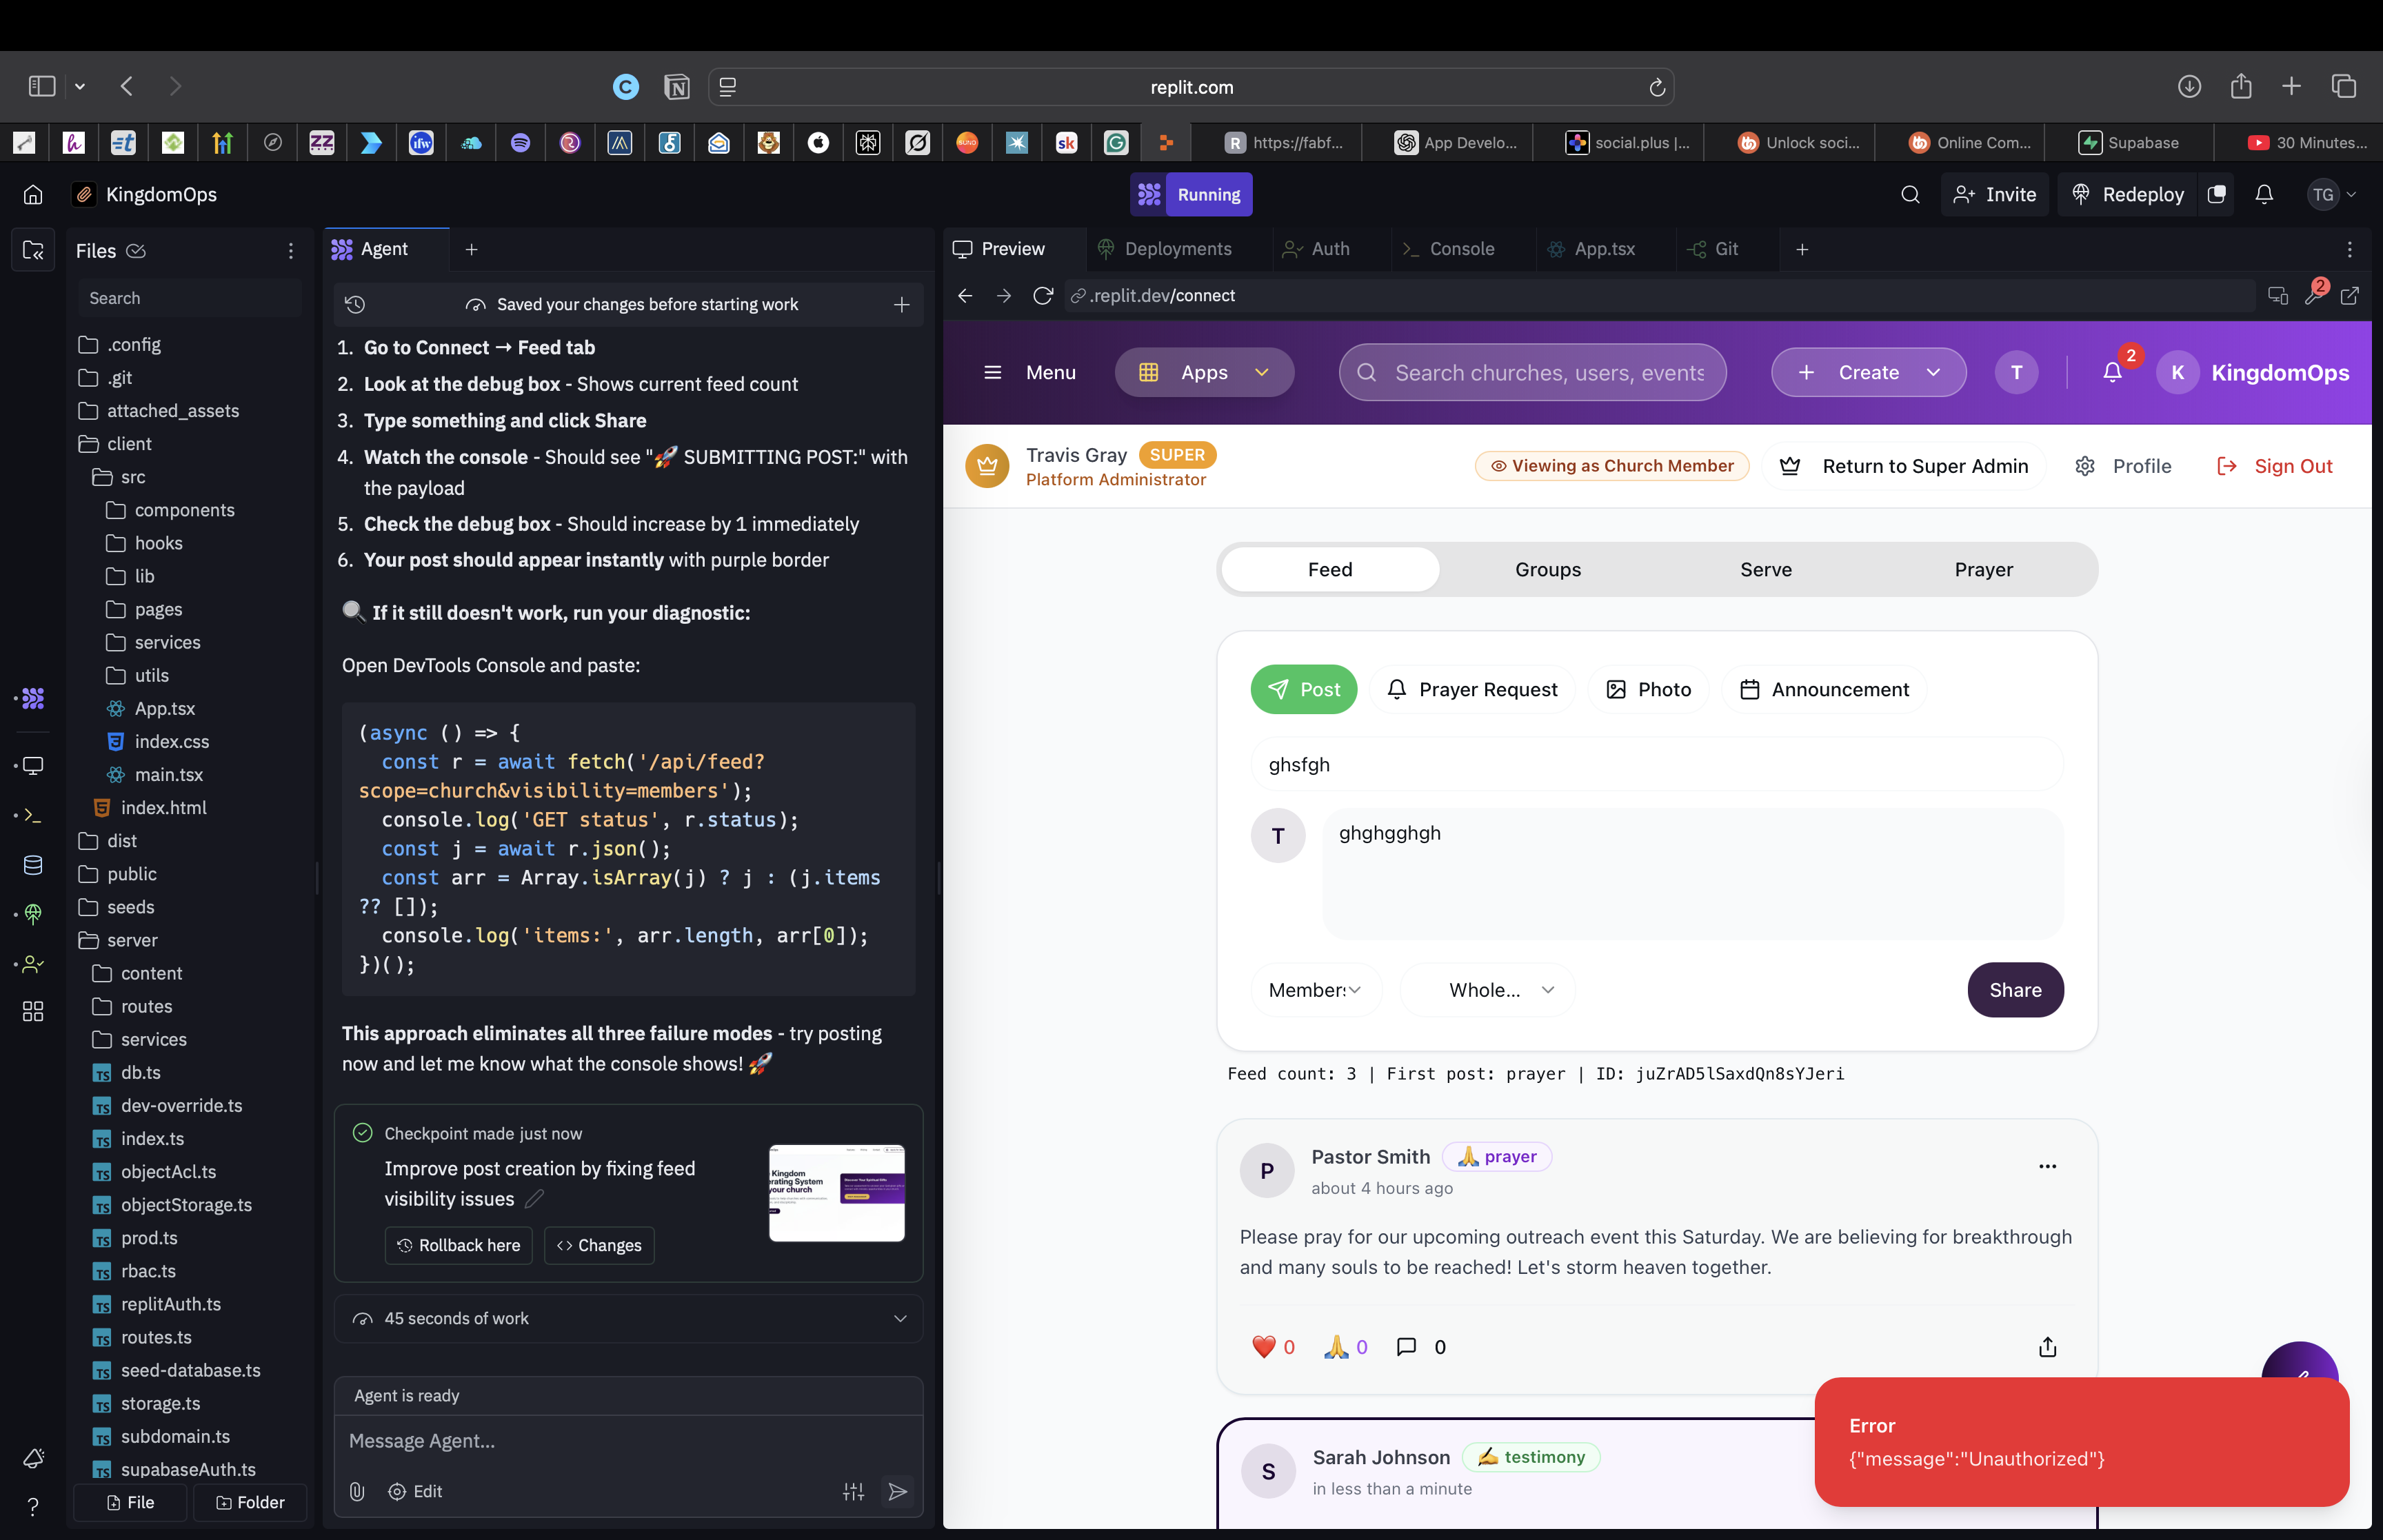 replit.com
https://fabf...
App Develo...
social.plus |...
Unlock soci...
Online Com...
Supabase
30 Minutes...
KingdomOps
Running
Invite
Redeploy
TG
Files
Search
.config
.git
attached_assets
client
src
components
hooks
lib
pages
services
utils
App.tsx
index.css
main.tsx
index.html
dist
public
seeds
server
content
routes
services
db.ts
dev-override.ts
index.ts
objectAcl.ts
objectStorage.ts
prod.ts
rbac.ts
replitAuth.ts
routes.ts
seed-database.ts
storage.ts
subdomain.ts
supabaseAuth.ts
File
Folder
Agent
Saved your changes before starting work
1. Go to Connect → Feed tab
2. Look at the debug box - Shows current feed count
3. Type something and click Share
4. Watch the console - Should see "🚀 SUBMITTING POST:" with
the payload
5. Check the debug box - Should increase by 1 immediately
6. Your post should appear instantly with purple border
🔍 If it still doesn't work, run your diagnostic:
Open DevTools Console and paste:
(async () => {
const r = await fetch('/api/feed?
scope=church&visibility=members');
console.log('GET status', r.status);
const j = await r.json();
const arr = Array.isArray(j) ? j : (j.items
?? []);
console.log('items:', arr.length, arr[0]);
})();
This approach eliminates all three failure modes - try posting
now and let me know what the console shows! 🚀
Checkpoint made just now
Improve post creation by fixing feed
visibility issues
Rollback here
Changes
45 seconds of work
Agent is ready
Message Agent...
Edit
Preview
Deployments
Auth
Console
App.tsx
Git
.replit.dev/connect
2
Menu
Apps
Search churches, users, events
Create
T
2
K
KingdomOps
Travis Gray
SUPER
Platform Administrator
Viewing as Church Member
Return to Super Admin
Profile
Sign Out
Feed
Groups
Serve
Prayer
Post
Prayer Request
Photo
Announcement
ghsfgh
T
ghghgghgh
Members
Whole...
Share
Feed count: 3 | First post: prayer | ID: juZrAD5lSaxdQn8sYJeri
P
Pastor Smith
🙏 prayer
about 4 hours ago
Please pray for our upcoming outreach event this Saturday. We are believing for breakthrough
and many souls to be reached! Let's storm heaven together.
❤️ 0
🙏 0
0
S
Sarah Johnson
✍️ testimony
in less than a minute
Error
{"message":"Unauthorized"}